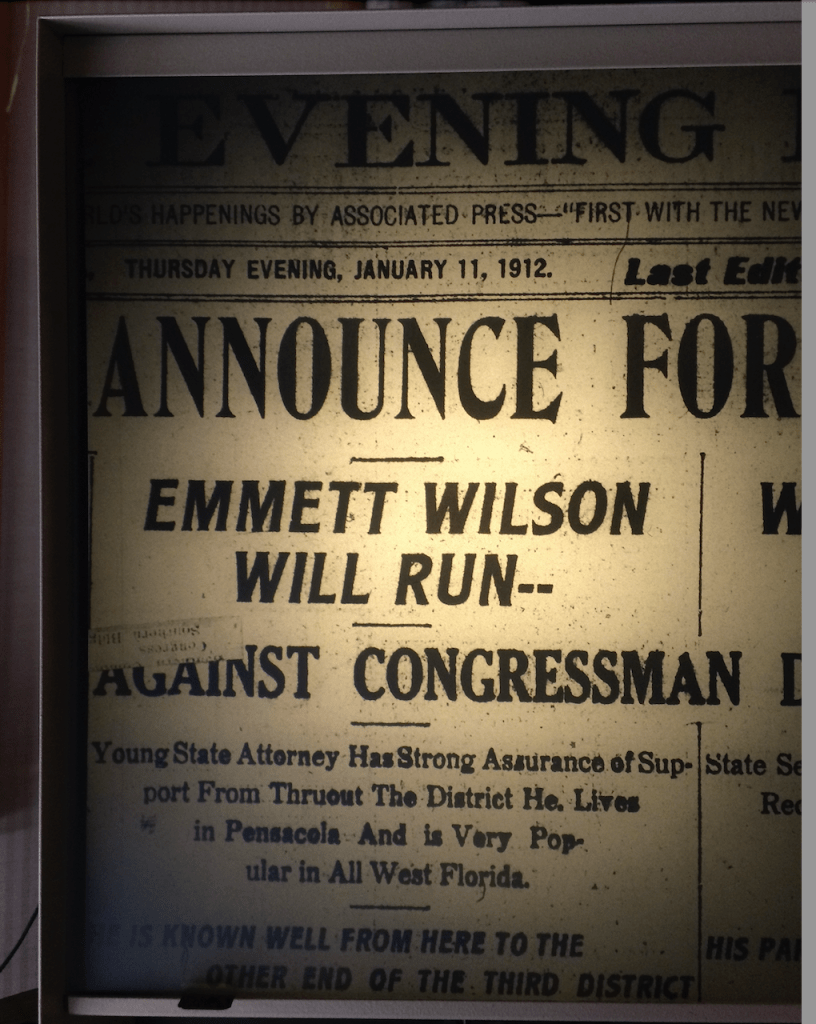 EVENING
HAPPENINGS BY ASSOCIATED PRESS—"FIRST WITH THE NEW
THURSDAY EVENING, JANUARY 11, 1912.
Last Edit
ANNOUNCE FOR
EMMETT WILSON
WILL RUN--
W
AGAINST CONGRESSMAN D
Young State Attorney Has Strong Assurance of Sup-
port From Thruout The District He. Lives
in Pensacola And is Very Pop-
ular in All West Florida.
State Se
Rec
HE IS KNOWN WELL FROM HERE TO THE
OTHER END OF THE THIRD DISTRICT
HIS PA